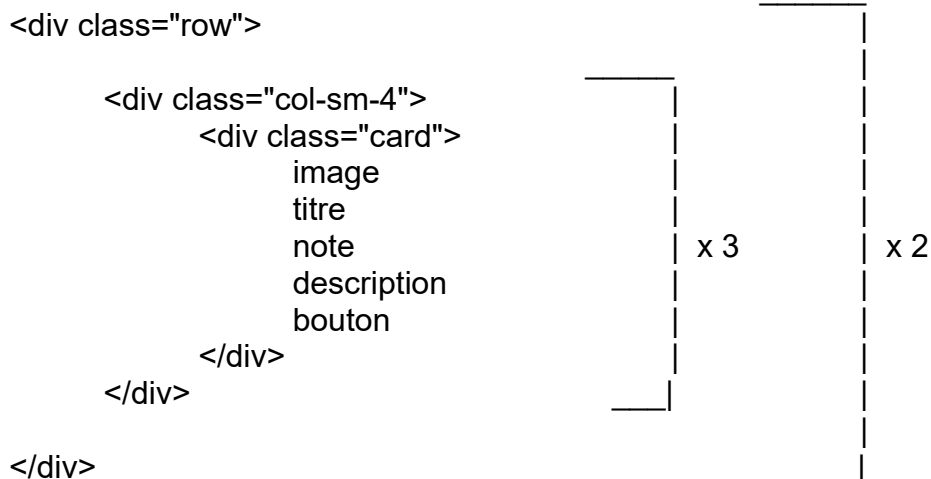 <div class="row">
<div class="col-sm-4">
<div class="card">
image
titre
note x 3 x 2
description
bouton
</div>
</div>
</div>